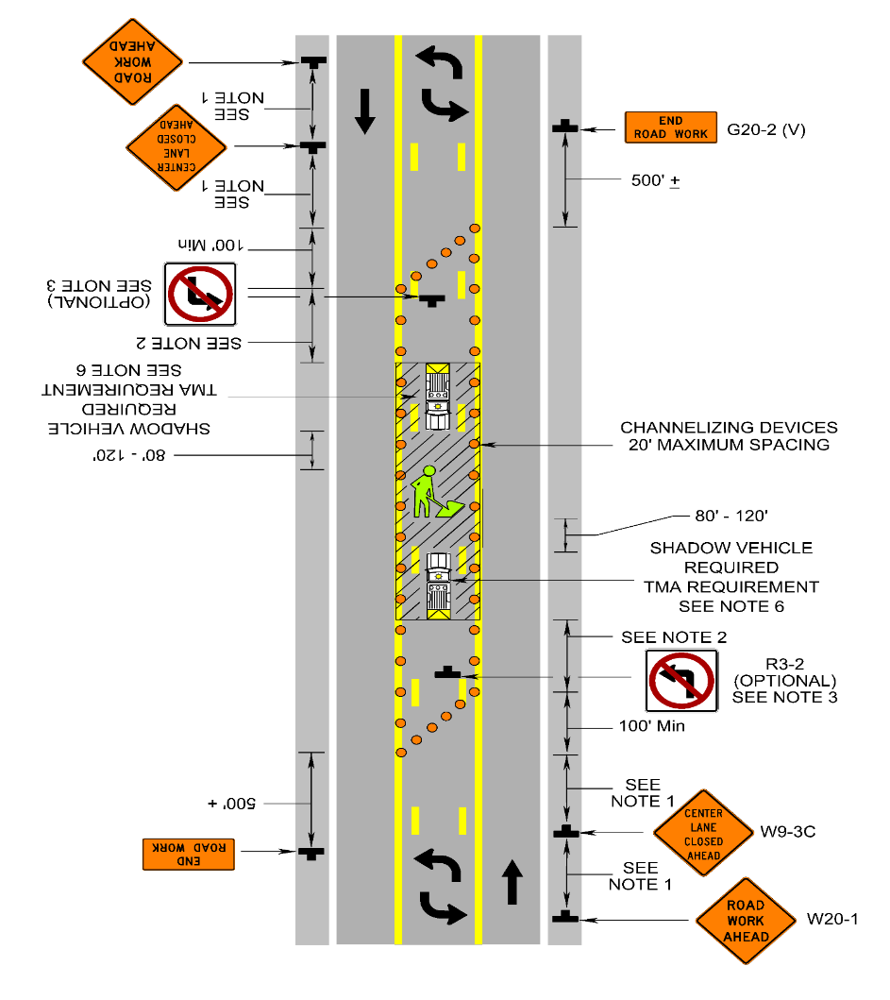 ROAD
WORK
AHEAD
SEE
NOTE 1
CENTER
LANE
CLOSED
AHEAD
SEE
NOTE 1
100' Min
(OPTIONAL)
SEE NOTE 3
SEE NOTE 2
SHADOW VEHICLE
REQUIRED
TMA REQUIREMENT
SEE NOTE 6
80' - 120'
500' +
END
ROAD WORK
END
ROAD WORK
G20-2 (V)
500' ±
CHANNELIZING DEVICES
20' MAXIMUM SPACING
80' - 120'
SHADOW VEHICLE
REQUIRED
TMA REQUIREMENT
SEE NOTE 6
SEE NOTE 2
R3-2
(OPTIONAL)
SEE NOTE 3
100' Min
SEE
NOTE 1
CENTER
LANE
CLOSED
AHEAD
W9-3C
SEE
NOTE 1
ROAD
WORK
AHEAD
W20-1